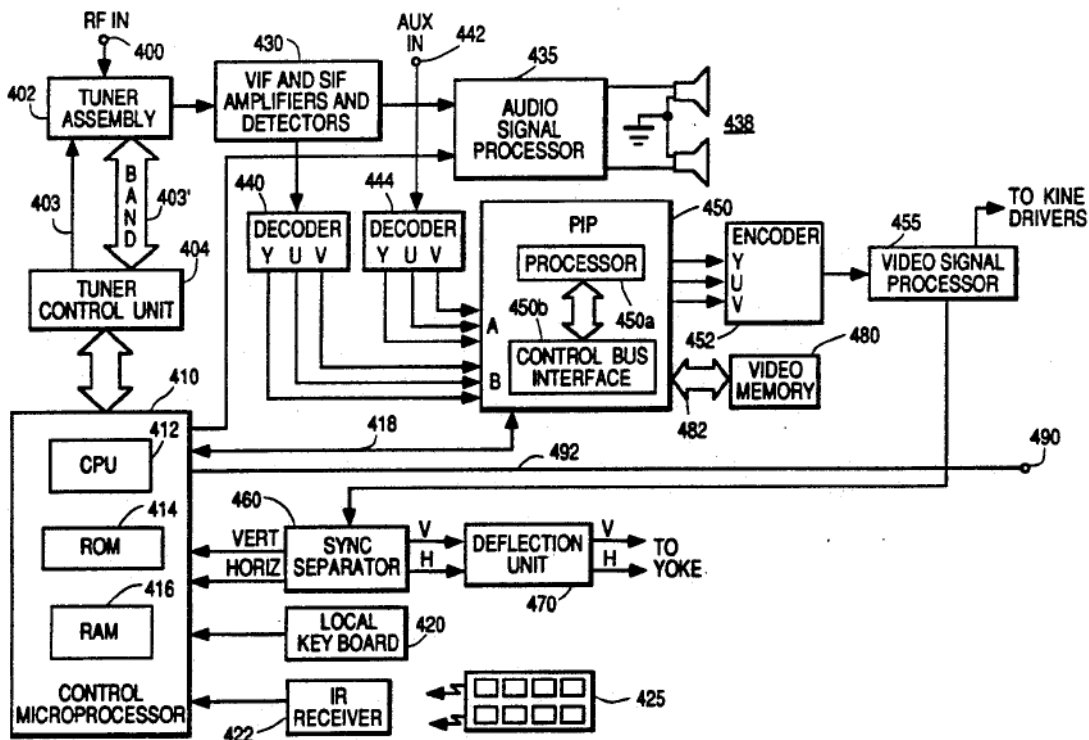 RF IN
400
AUX IN
442
430
VIF AND SIF
AMPLIFIERS AND
DETECTORS
435
AUDIO
SIGNAL
PROCESSOR
438
402
TUNER
ASSEMBLY
403
BAND
403'
404
TUNER
CONTROL UNIT
440
DECODER
Y U V
444
DECODER
Y U V
450
PIP
PROCESSOR
450a
450b
CONTROL BUS
INTERFACE
A
B
ENCODER
Y
U
V
452
455
VIDEO SIGNAL
PROCESSOR
TO KINE
DRIVERS
480
VIDEO
MEMORY
482
410
412
CPU
414
ROM
416
RAM
CONTROL
MICROPROCESSOR
418
492
490
460
SYNC
SEPARATOR
VERT
HORIZ
V
H
DEFLECTION
UNIT
470
V
H
TO
YOKE
LOCAL
KEY BOARD
420
IR
RECEIVER
422
425